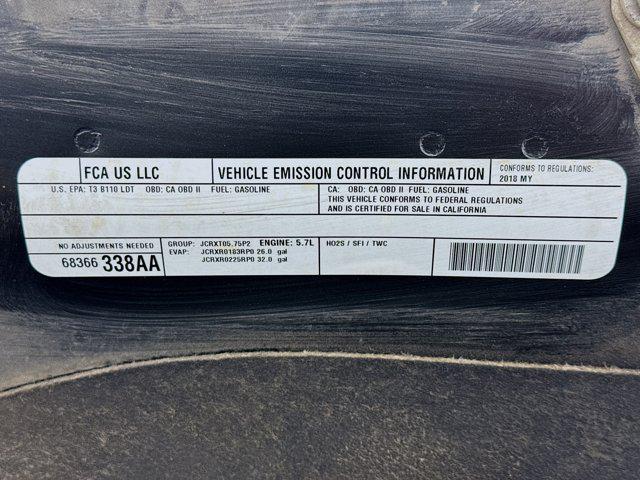 FCA US LLC
VEHICLE EMISSION CONTROL INFORMATION
CONFORMS TO REGULATIONS:
2018 MY
U.S. EPA: T3 B110 LDT OBD: CA OBD II FUEL: GASOLINE
CA: OBD: CA OBD II FUEL: GASOLINE
THIS VEHICLE CONFORMS TO FEDERAL REGULATIONS
AND IS CERTIFIED FOR SALE IN CALIFORNIA
NO ADJUSTMENTS NEEDED
68366 338AA
GROUP: JCRXT05.75P2 ENGINE: 5.7L
EVAP: JCRXR0183RP0 26.0 gal
JCRXR0225RP0 32.0 gal
HO2S / SFI / TWC